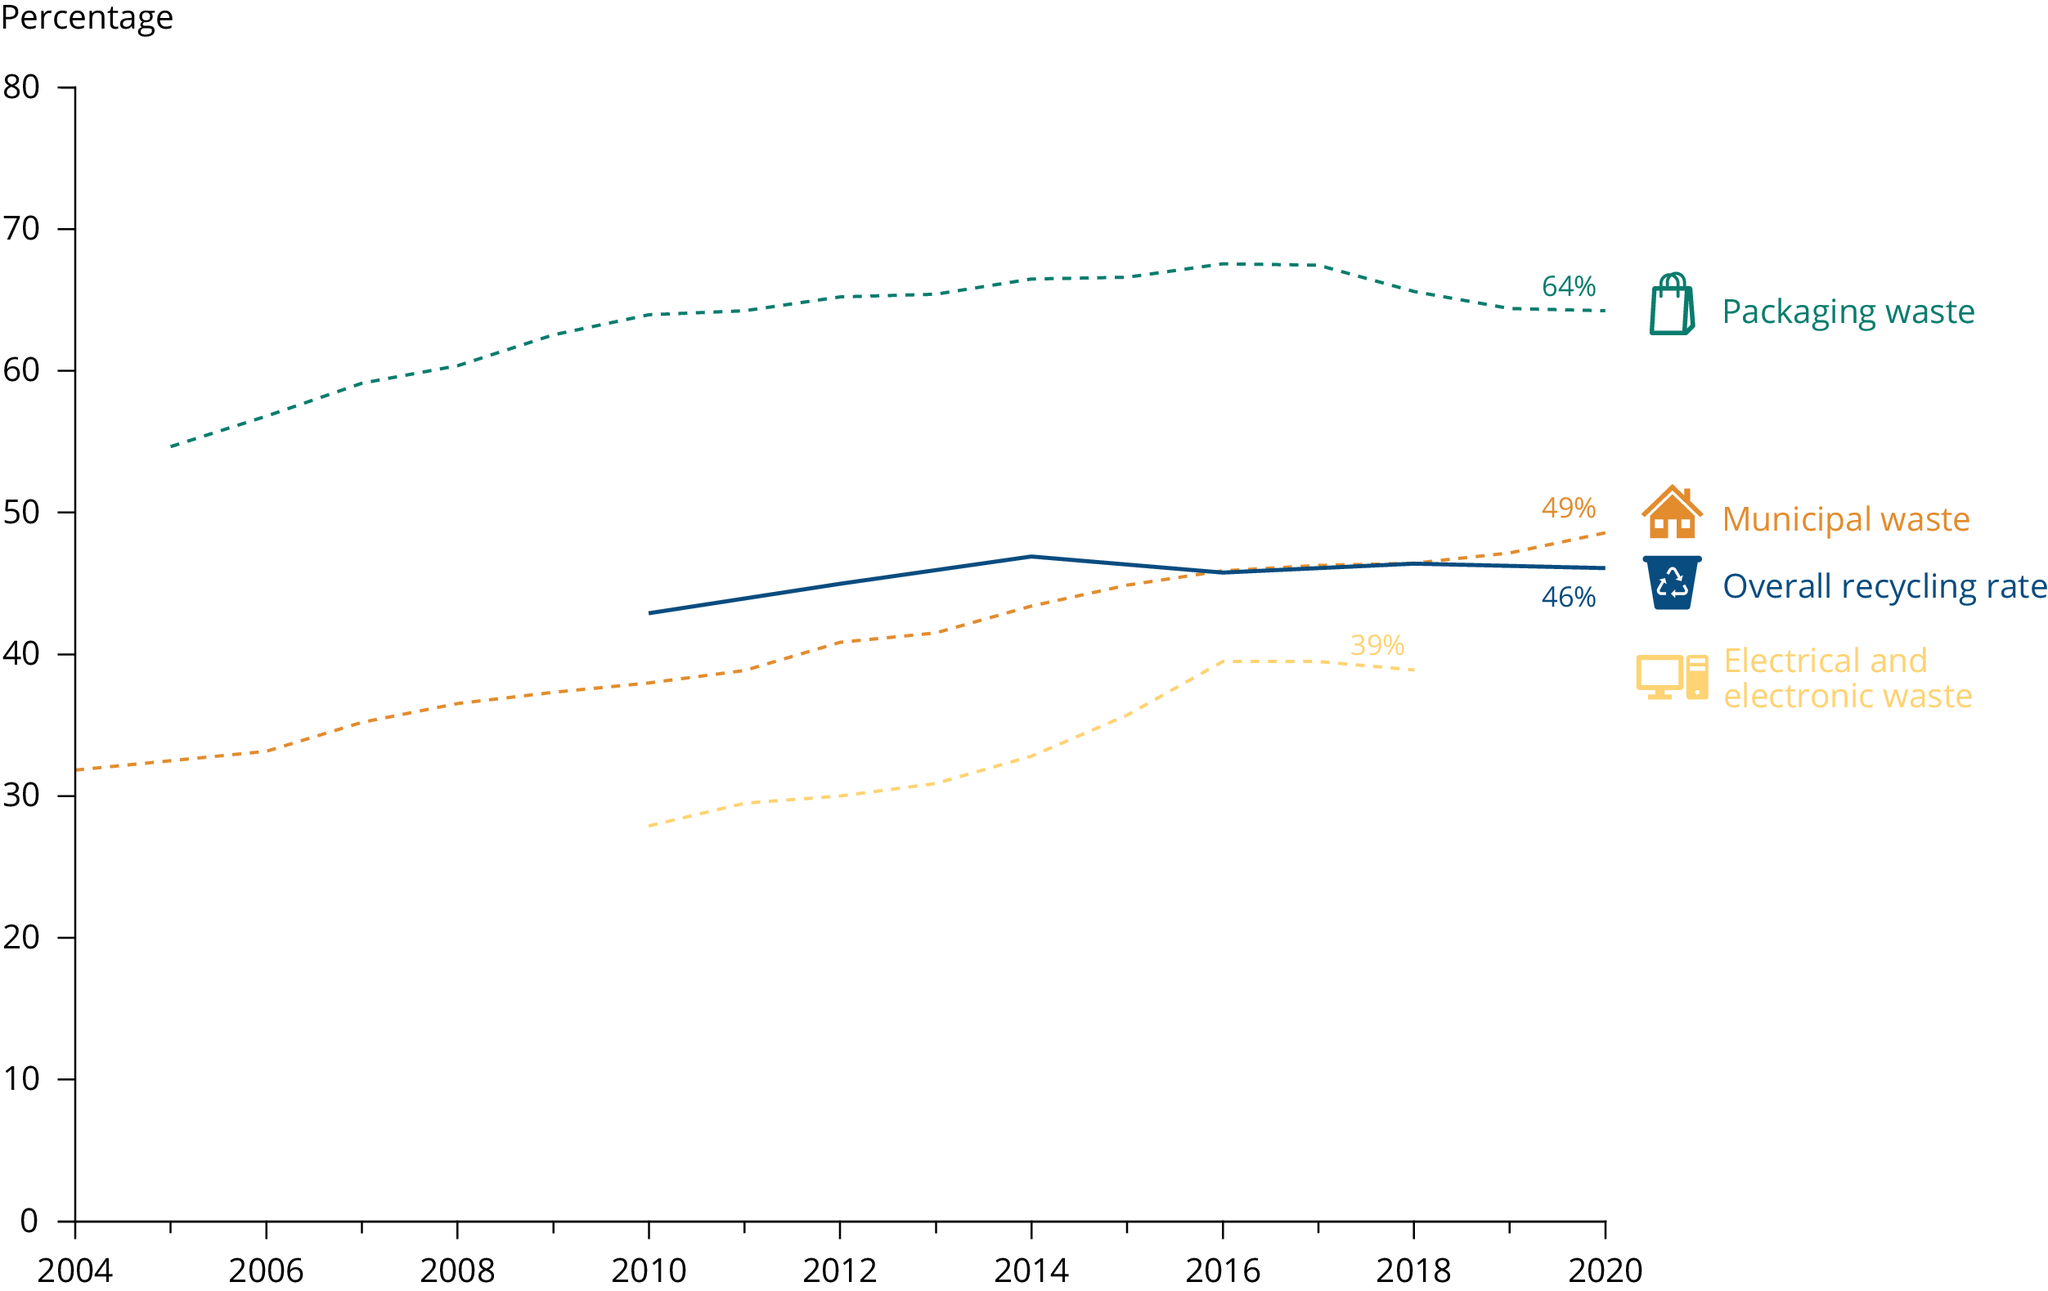 Percentage
80
70
64%
Packaging waste
60
50
49%
Municipal waste
46%
Overall recycling rate
40
39%
Electrical and
electronic waste
30
20
10
0
2004 2006 2008 2010 2012 2014 2016 2018 2020